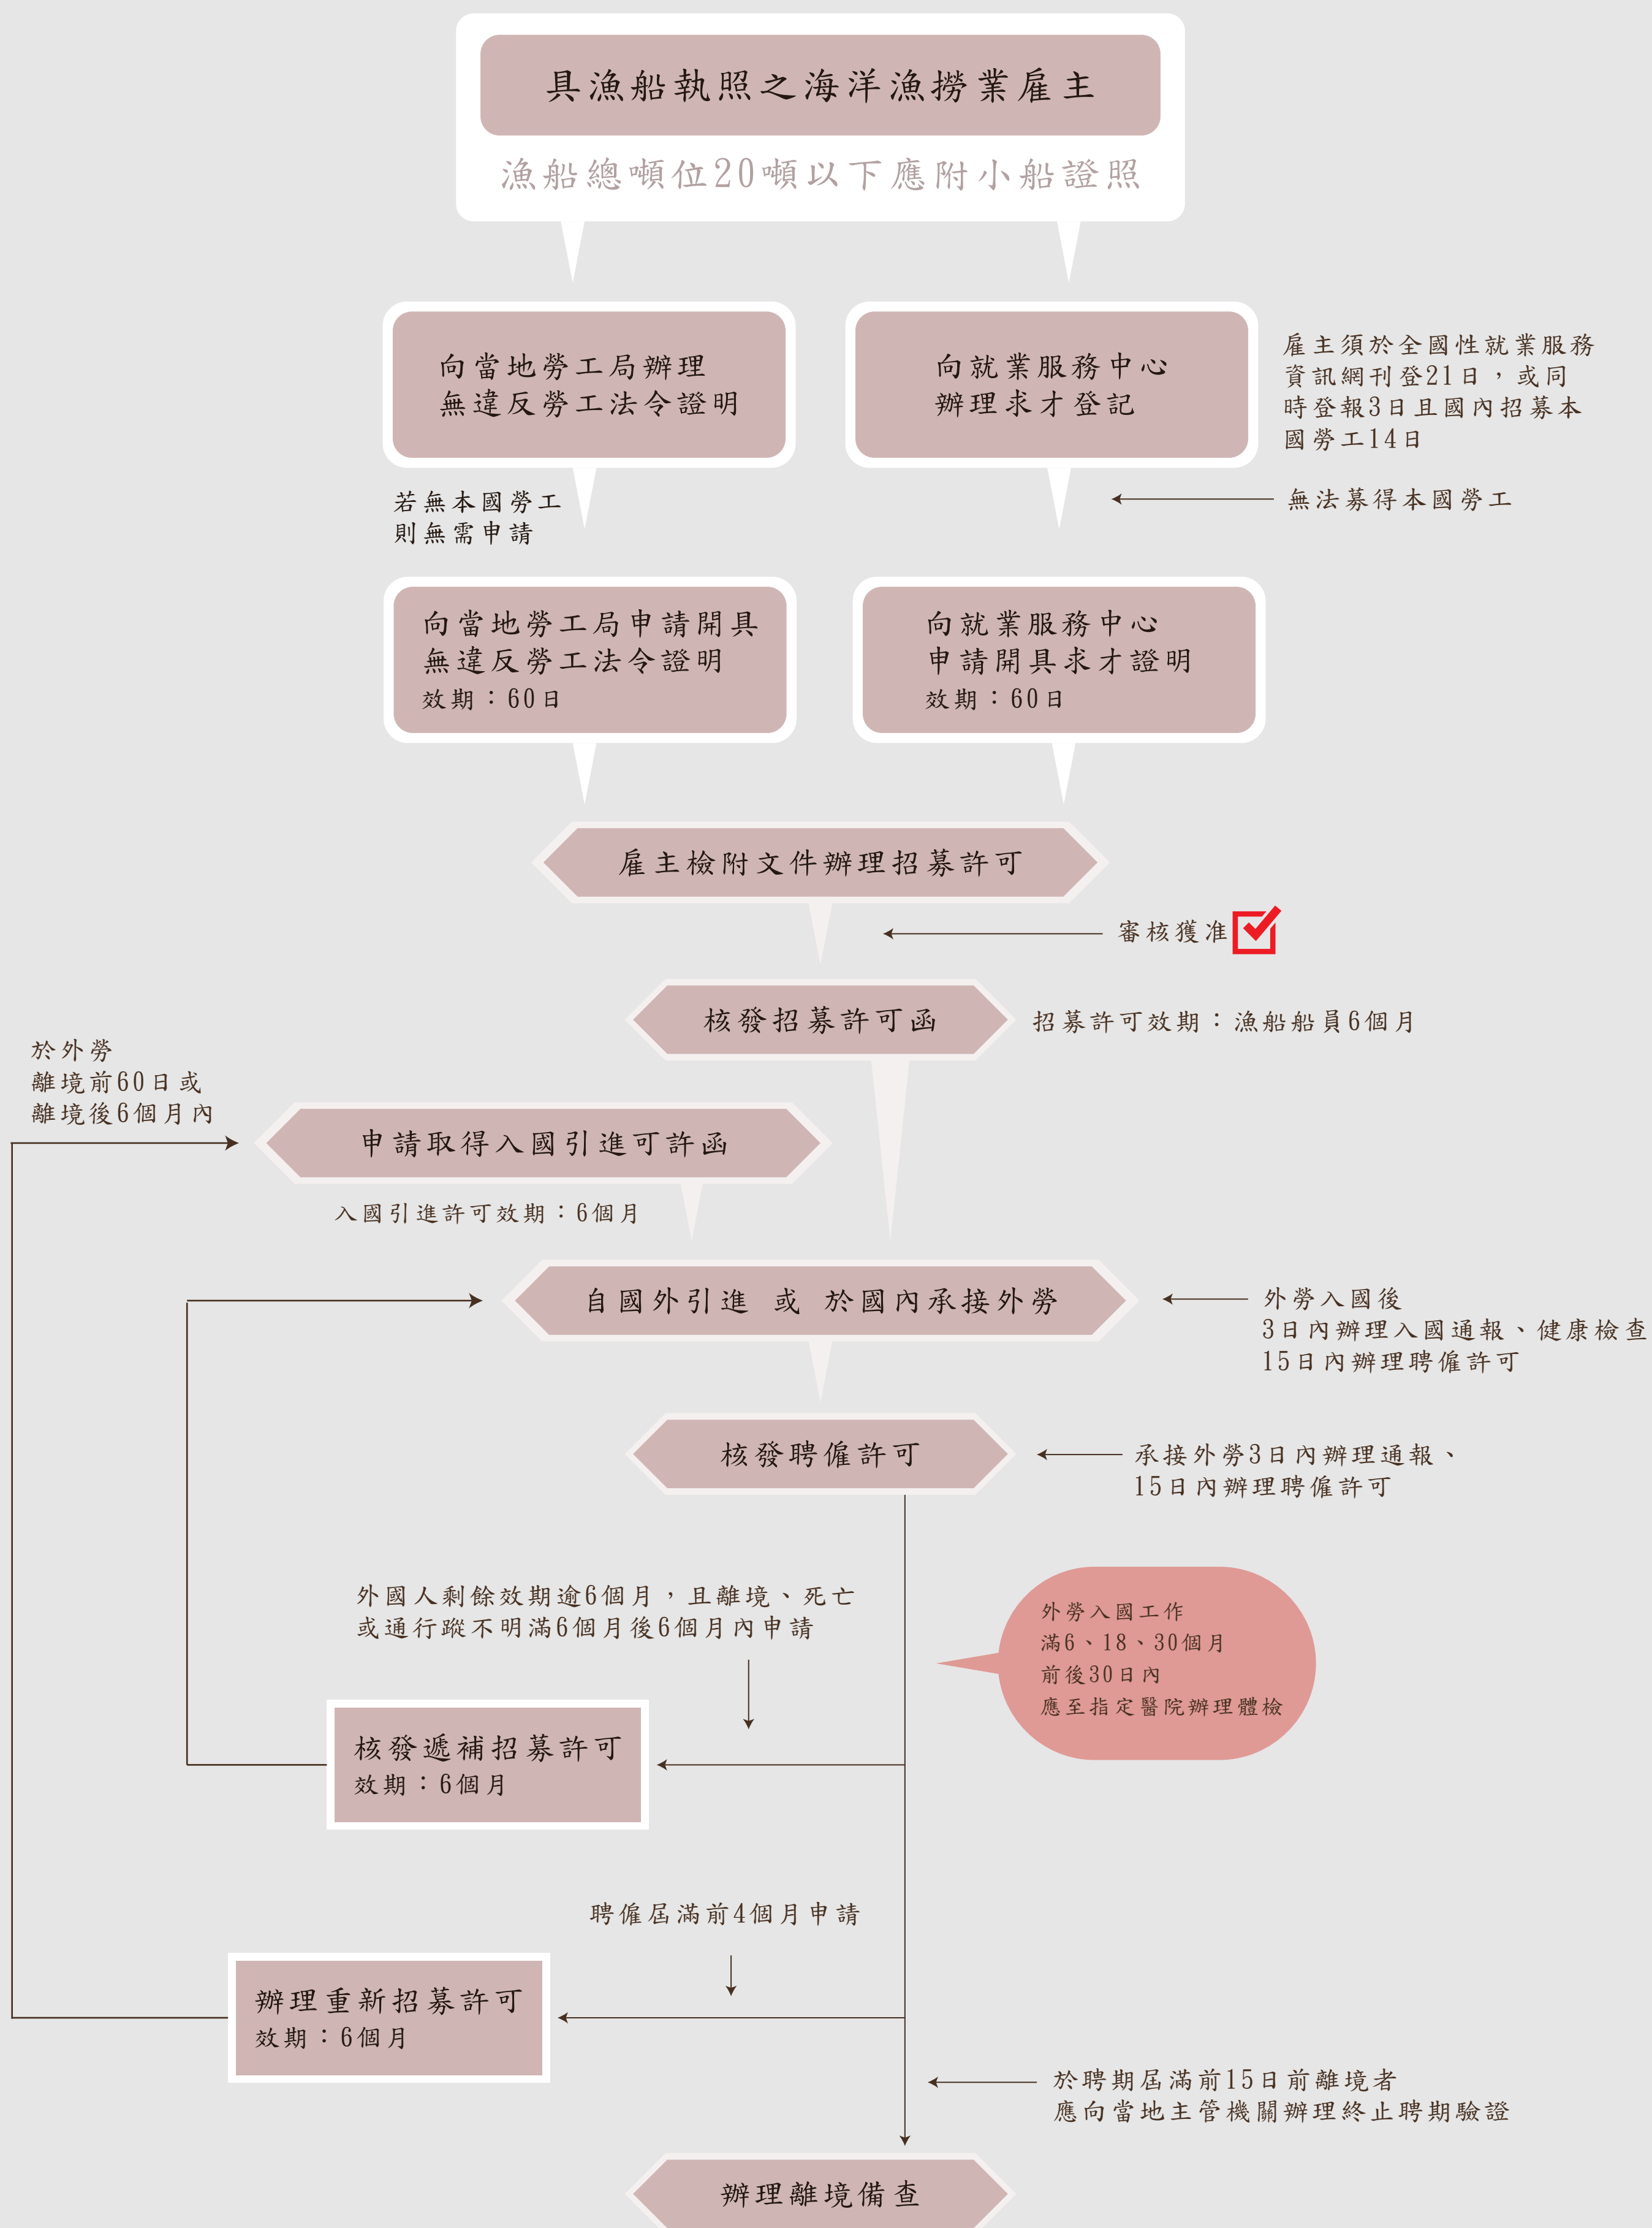 具漁船執照之海洋漁撈業雇主
漁船總噸位20噸以下應附小船證照
向當地勞工局辦理
無違反勞工法令證明
向就業服務中心
辦理求才登記
雇主須於全國性就業服務
資訊網刊登21日，或同
時登報3日且國內招募本
國勞工14日
若無本國勞工
則無需申請
無法募得本國勞工
向當地勞工局申請開具
無違反勞工法令證明
效期：60日
向就業服務中心
申請開具求才證明
效期：60日
雇主檢附文件辦理招募許可
審核獲准
核發招募許可函
招募許可效期：漁船船員6個月
於外勞
離境前60日或
離境後6個月內
申請取得入國引進可許函
入國引進許可效期：6個月
自國外引進 或 於國內承接外勞
外勞入國後
3日內辦理入國通報、健康檢查
15日內辦理聘僱許可
核發聘僱許可
承接外勞3日內辦理通報、
15日內辦理聘僱許可
外國人剩餘效期逾6個月，且離境、死亡
或通行蹤不明滿6個月後6個月內申請
外勞入國工作
滿6、18、30個月
前後30日內
應至指定醫院辦理體檢
核發遞補招募許可
效期：6個月
聘僱屆滿前4個月申請
辦理重新招募許可
效期：6個月
於聘期屆滿前15日前離境者
應向當地主管機關辦理終止聘期驗證
辦理離境備查